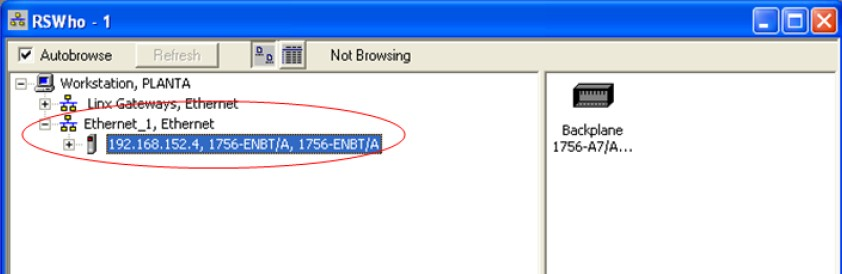 RSWho - 1
Autobrowse Refresh Not Browsing
Workstation, PLANTA
Linx Gateways, Ethernet
Ethernet_1, Ethernet
192.168.152.4, 1756-ENBT/A, 1756-ENBT/A
Backplane
1756-A7/A...